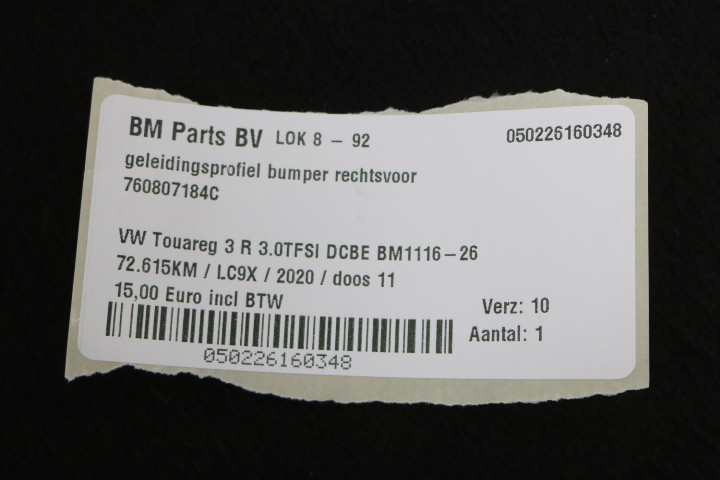 BM Parts BV LOK 8 - 92 050226160348
geleidingsprofiel bumper rechtsvoor
760807184C
VW Touareg 3 R 3.0TFSI DCBE BM1116-26
72.615KM / LC9X / 2020 / doos 11
15,00 Euro incl BTW
Verz: 10
Aantal: 1
050226160348